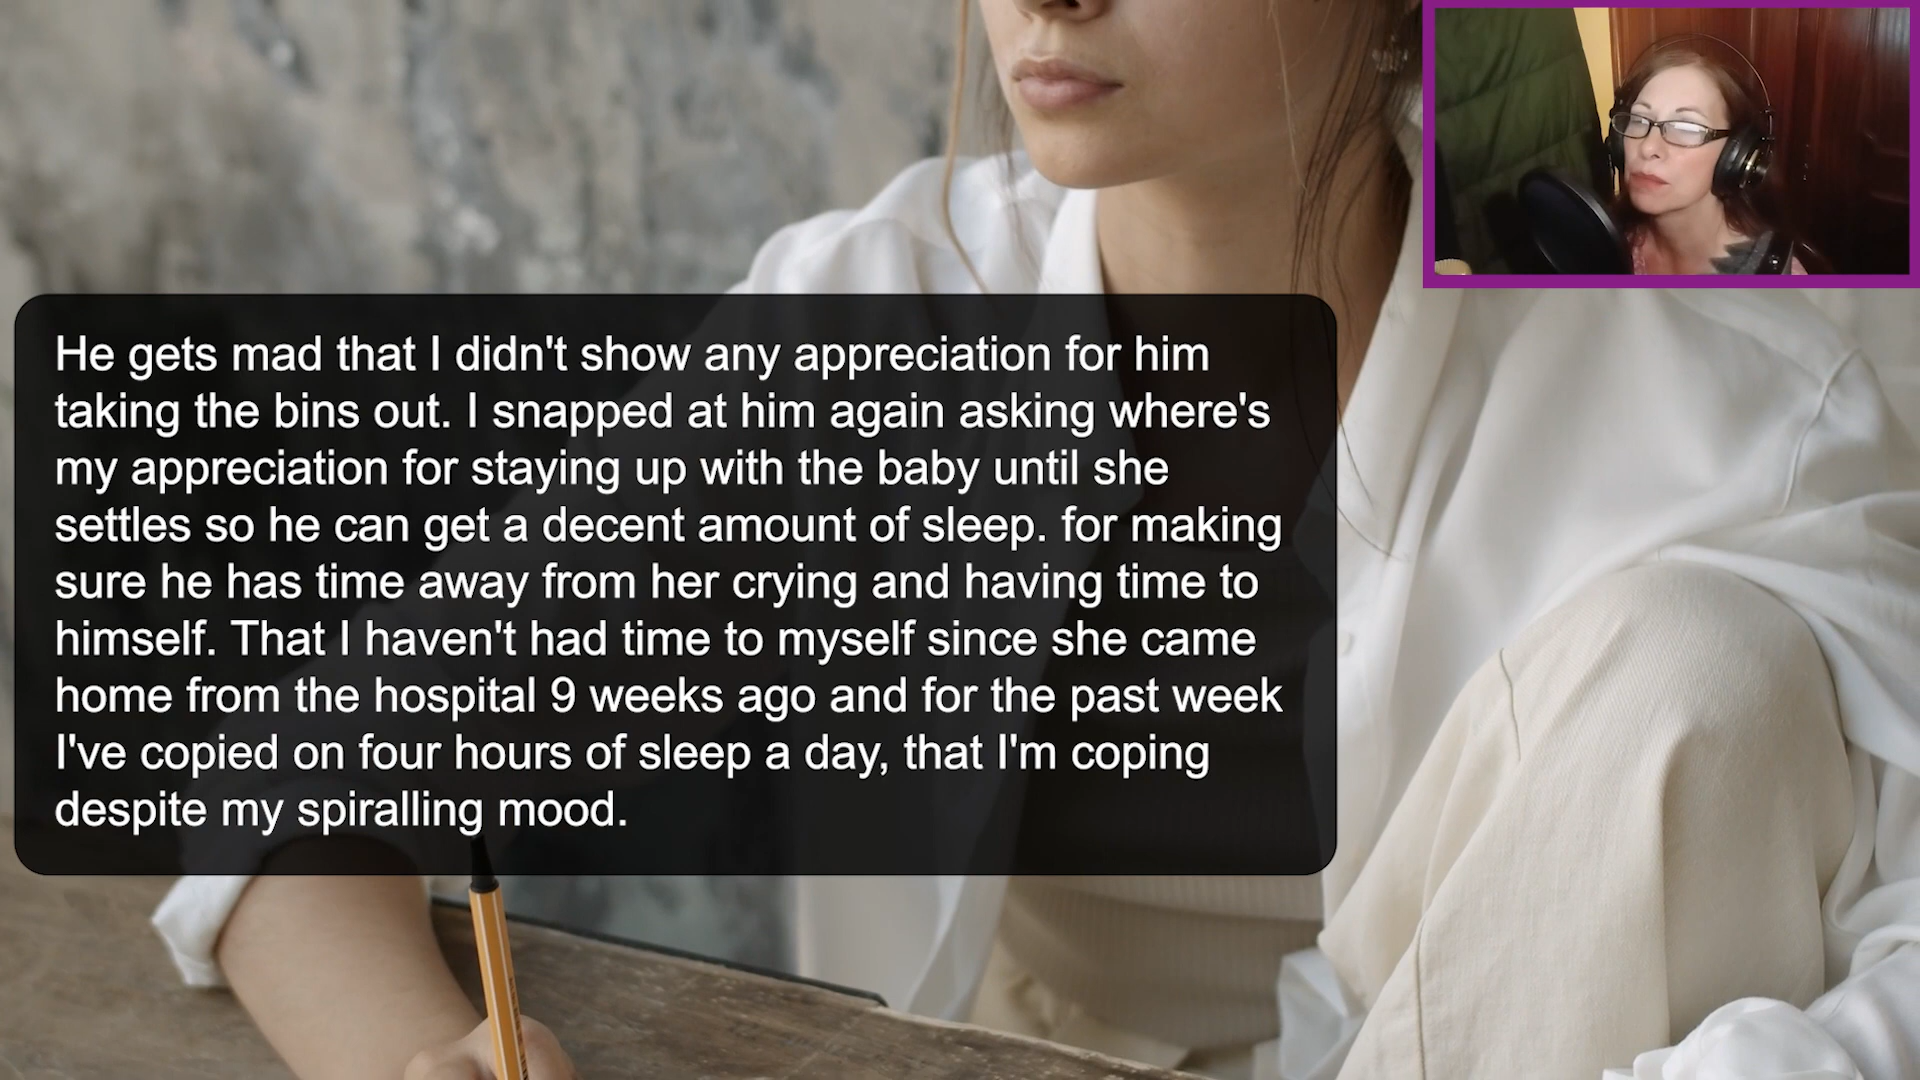 He gets mad that I didn't show any appreciation for him
taking the bins out. I snapped at him again asking where's
my appreciation for staying up with the baby until she
settles so he can get a decent amount of sleep. for making
sure he has time away from her crying and having time to
himself. That I haven't had time to myself since she came
home from the hospital 9 weeks ago and for the past week
I've copied on four hours of sleep a day, that I'm coping
despite my spiralling mood.